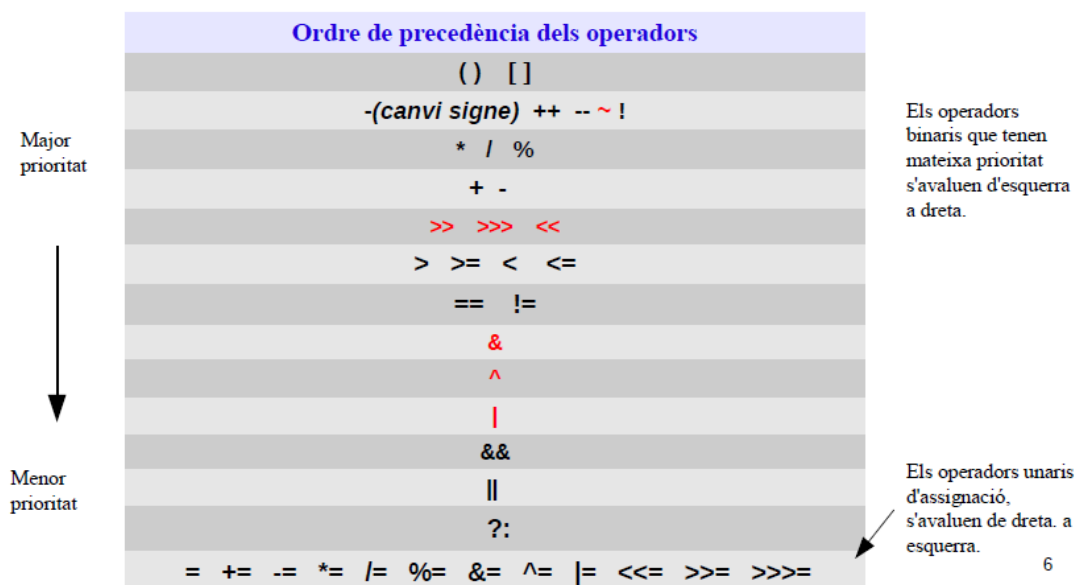 Ordre de precedència dels operadors
( ) [ ]
-(canvi signe) ++ -- ~ !
* / %
+ -
>> >>> <<
> >= < <=
== !=
&
^
|
&&
||
?:
= += -= *= /= %= &= ^= |= <<= >>= >>>=
Major
prioritat
Menor
prioritat
Els operadors
binaris que tenen
mateixa prioritat
s'avaluen d'esquerra
a dreta.
Els operadors unaris
d'assignació,
s'avaluen de dreta. a
esquerra.
6